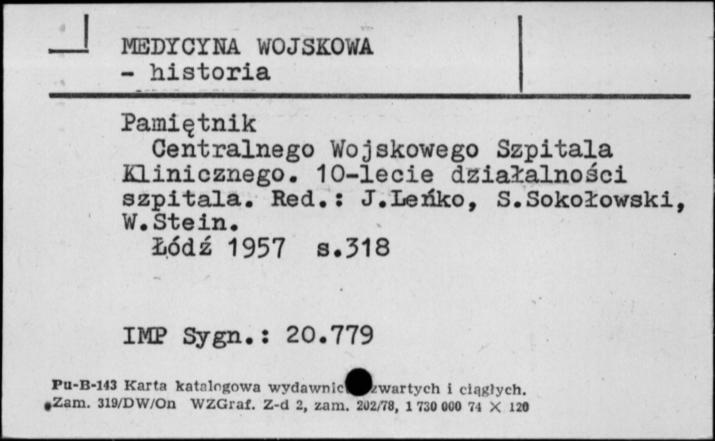 MEDYCYNA WOJSKOWA
- historia
Pamiętnik
Centralnego Wojskowego Szpitala
Klinicznego. 10-lecie działalności
szpitala. Red.: J.Leńko, S.Sokołowski,
W.Stein.
Łódź 1957 s.318
IMP Sygn.: 20.779
Pu-B-143 Karta katalogowa i ciągłych.
Zam. 319/DW/On WZGraf. Z-d 2, zam. 202/78, 1 730 000 74 X 120